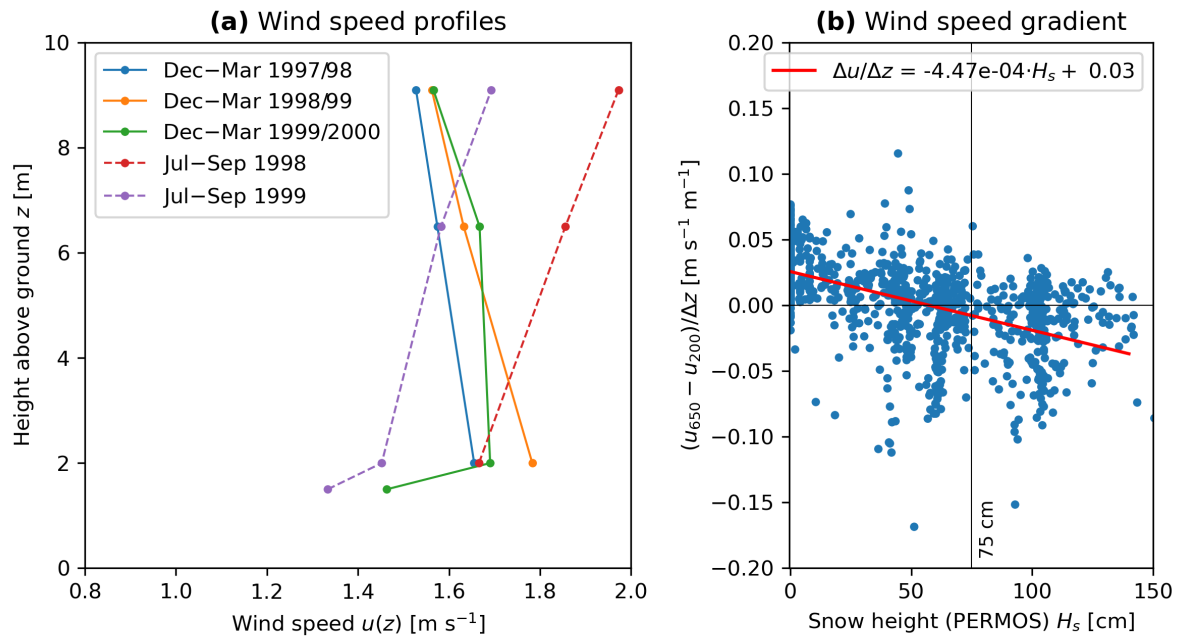 (a) Wind speed profiles
10
8
6
4
2
0
Height above ground z [m]
Dec−Mar 1997/98
Dec−Mar 1998/99
Dec−Mar 1999/2000
Jul−Sep 1998
Jul−Sep 1999
0.8 1.0 1.2 1.4 1.6 1.8 2.0
Wind speed u(z) [m s⁻¹]
(b) Wind speed gradient
0.20
0.15
0.10
0.05
0.00
−0.05
−0.10
−0.15
−0.20
(u₆₅₀ − u₂₀₀)/Δz [m s⁻¹ m⁻¹]
Δu/Δz = -4.47e-04·Hₛ + 0.03
75 cm
0 50 100 150
Snow height (PERMOS) Hₛ [cm]